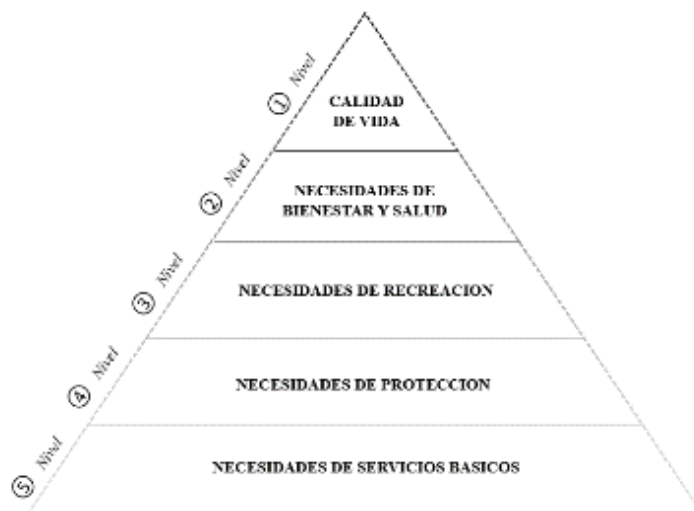 ① Nivel
CALIDAD
DE VIDA
② Nivel
NECESIDADES DE
BIENESTAR Y SALUD
③ Nivel
NECESIDADES DE RECREACION
④ Nivel
NECESIDADES DE PROTECCION
⑤ Nivel
NECESIDADES DE SERVICIOS BASICOS